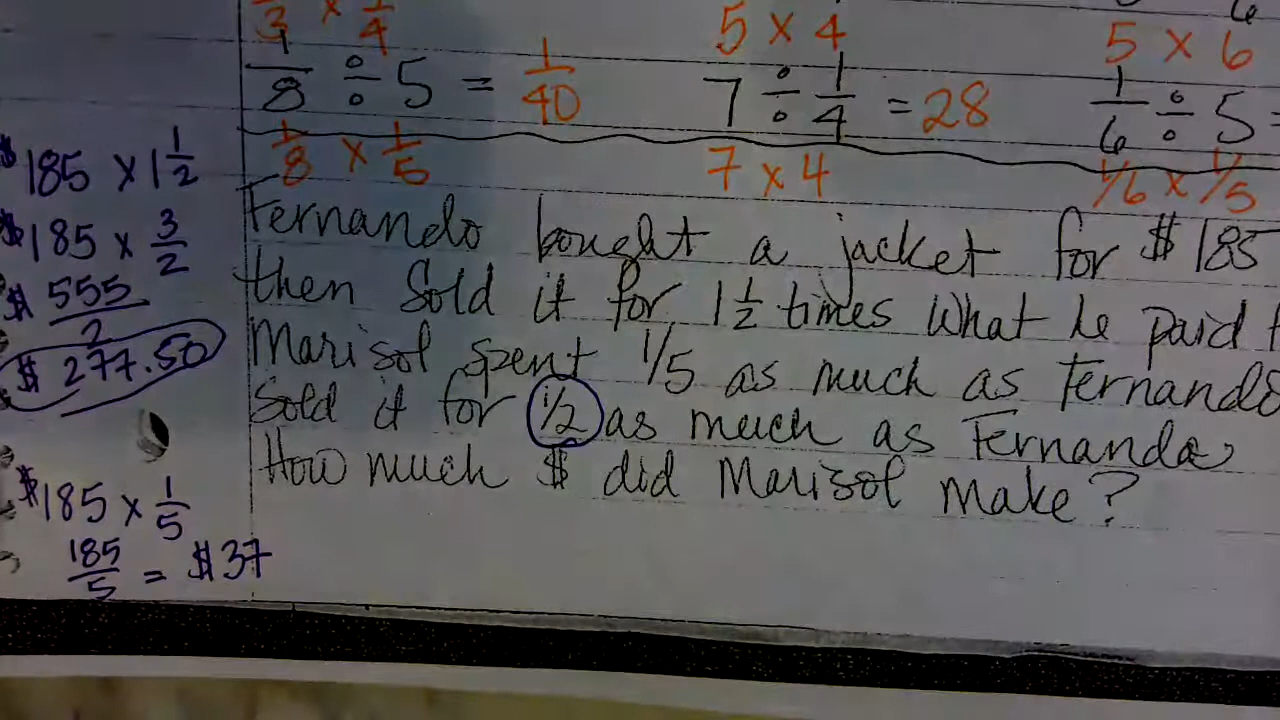 1/3 × 1/4
5 × 4
5 × 6
1/8 ÷ 5 = 1/40
7 ÷ 1/4 = 28
1/6 ÷ 5 =
1/8 × 1/5
7 × 4
1/6 × 1/5
$185 × 1 1/2
$185 × 3/2
$ 555/2
$ 277.50
Fernando bought a jacket for $185
then sold it for 1 1/2 times what he paid
Marisol spent 1/5 as much as Fernando
Sold it for 1/2 as much as Fernando,
How much $ did Marisol make?
$185 × 1/5
185/5 = $37